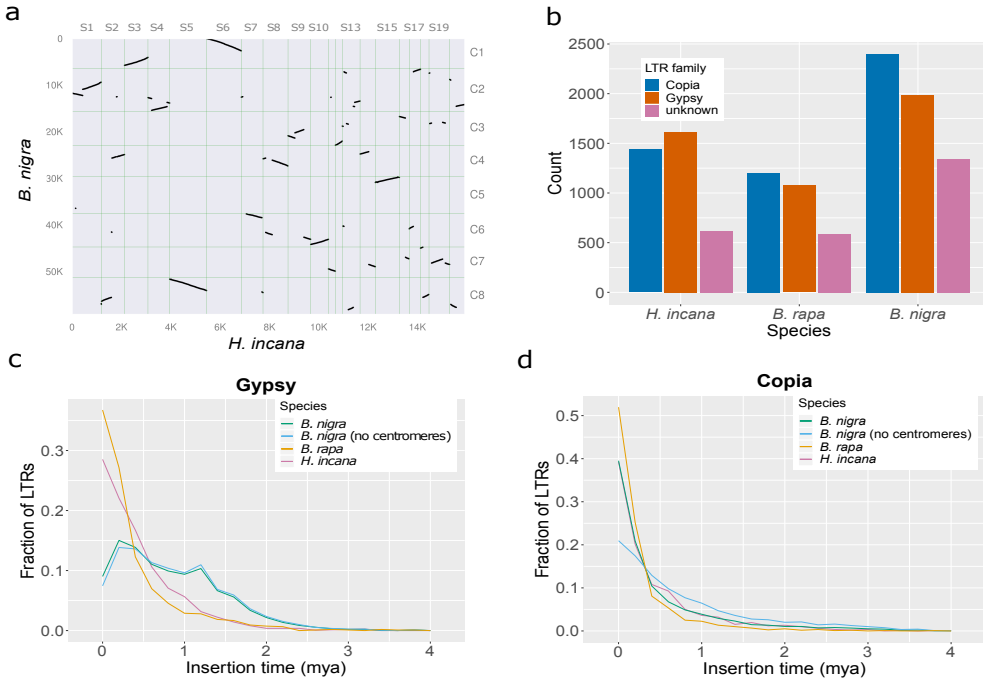 a
S1 S2 S3 S4 S5 S6 S7 S8 S9 S10 S13 S15 S17 S19
0
10K
20K
30K
40K
50K
B. nigra
C1
C2
C3
C4
C5
C6
C7
C8
0 2K 4K 6K 8K 10K 12K 14K
H. incana
b
2500
2000
1500
1000
500
0
Count
LTR family
Copia
Gypsy
unknown
H. incana B. rapa B. nigra
Species
c
Gypsy
Species
B. nigra
B. nigra (no centromeres)
B. rapa
H. incana
0.3
0.2
0.1
0.0
Fraction of LTRs
0 1 2 3 4
Insertion time (mya)
d
Copia
Species
B. nigra
B. nigra (no centromeres)
B. rapa
H. incana
0.5
0.4
0.3
0.2
0.1
0.0
Fraction of LTRs
0 1 2 3 4
Insertion time (mya)